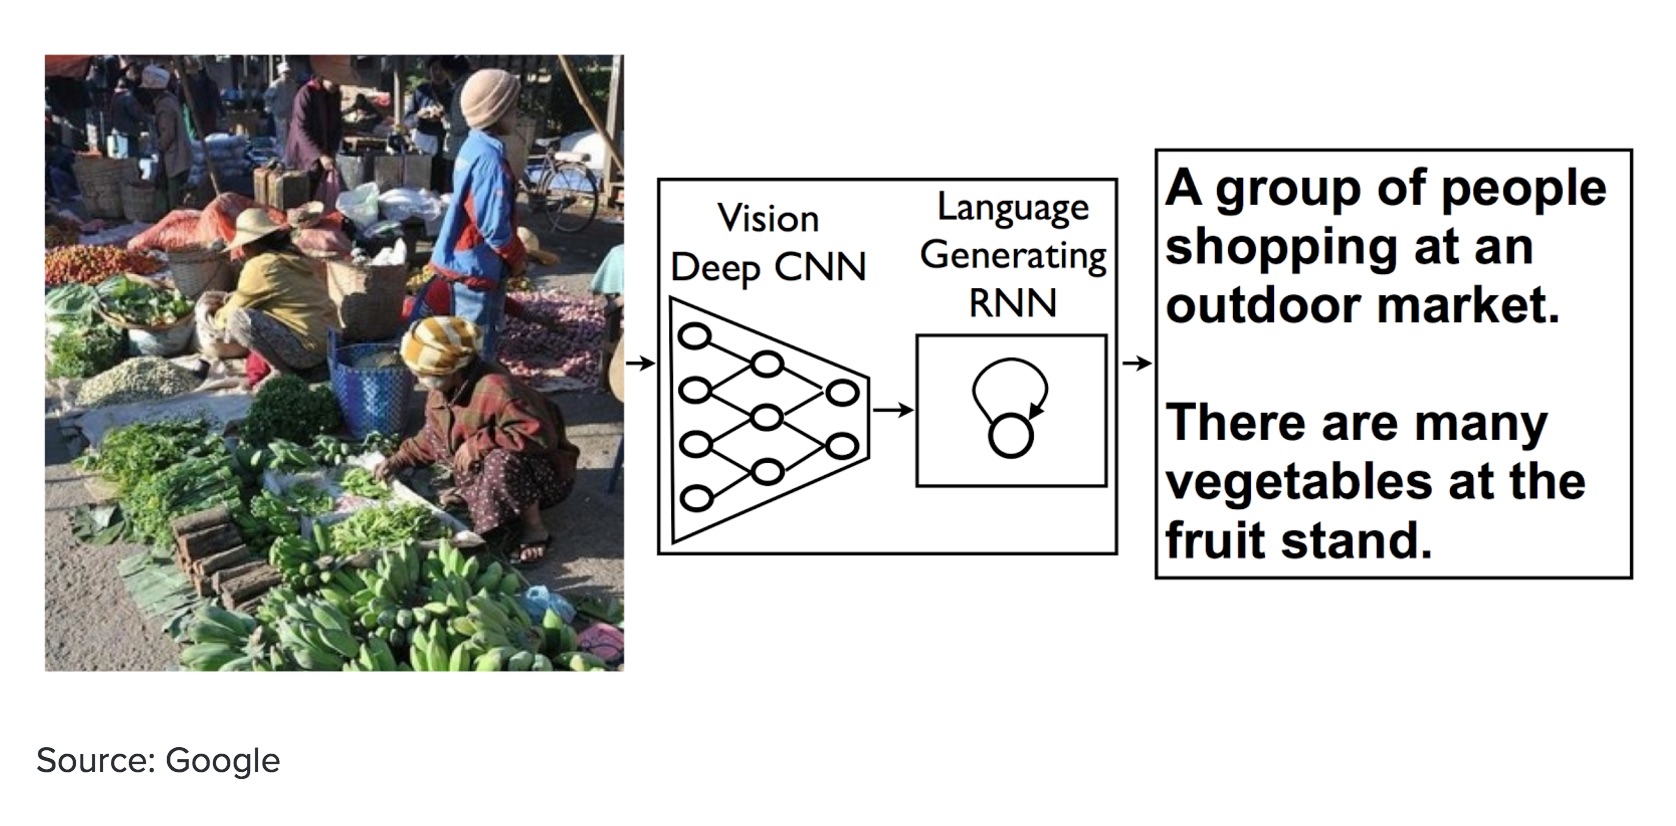 Vision
Deep CNN
Language
Generating
RNN
A group of people
shopping at an
outdoor market.
There are many
vegetables at the
fruit stand.
Source: Google